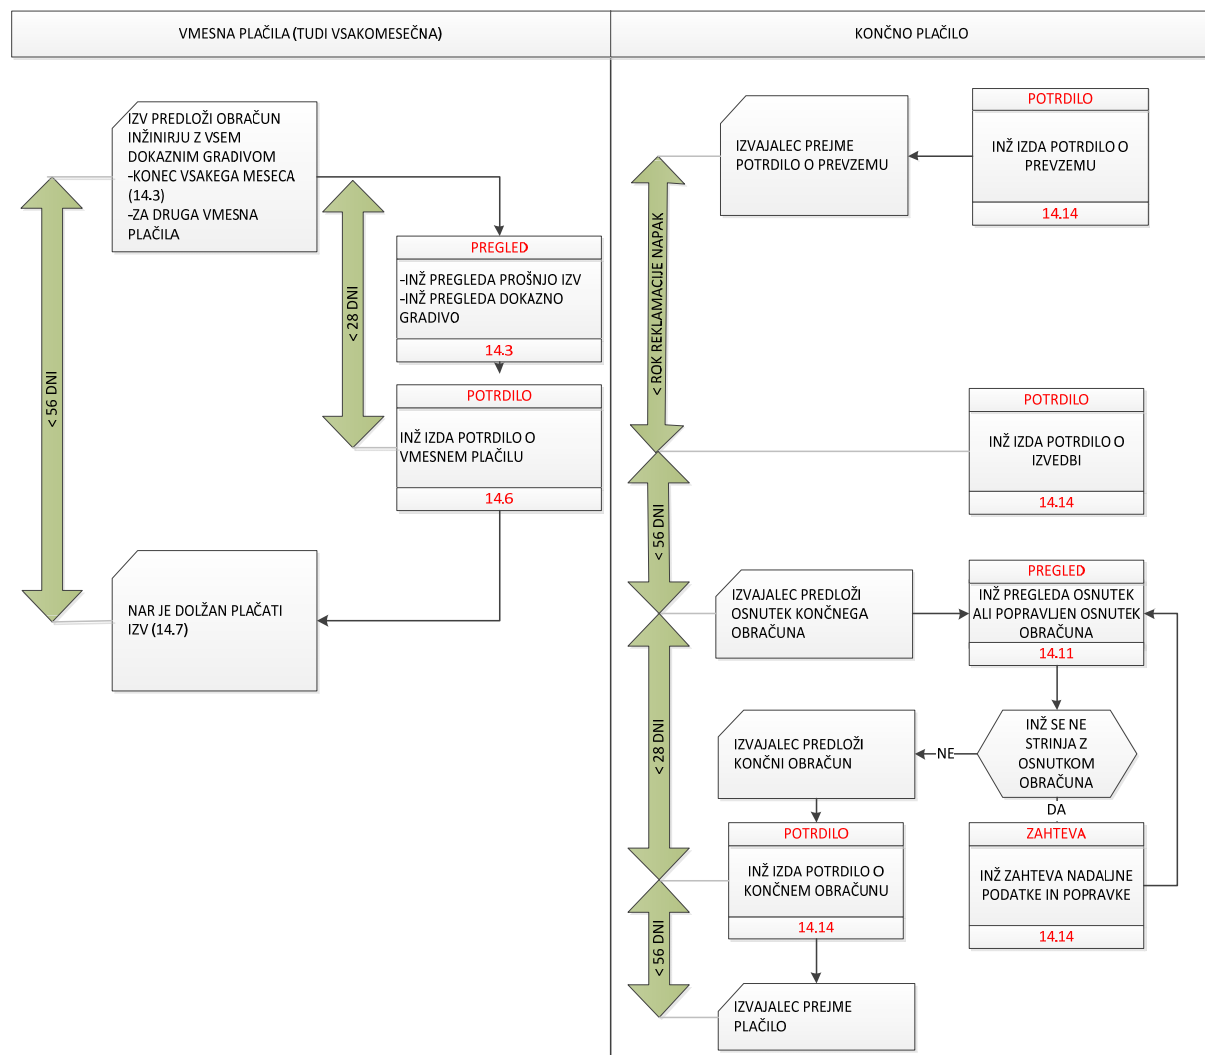 VMESNA PLAČILA (TUDI VSAKOMESEČNA)
IZV PREDLOŽI OBRAČUN
INŽINIRJU Z VSEM
DOKAZNIM GRADIVOM
-KONEC VSAKEGA MESECA
(14.3)
-ZA DRUGA VMESNA
PLAČILA
< 56 DNI
< 28 DNI
PREGLED
-INŽ PREGLEDA PROŠNJO IZV
-INŽ PREGLEDA DOKAZNO
GRADIVO
14.3
POTRDILO
INŽ IZDA POTRDILO O
VMESNEM PLAČILU
14.6
NAR JE DOLŽAN PLAČATI
IZV (14.7)
KONČNO PLAČILO
POTRDILO
INŽ IZDA POTRDILO O
PREVZEMU
14.14
IZVAJALEC PREJME
POTRDILO O PREVZEMU
< ROK REKLAMACIJE NAPAK
POTRDILO
INŽ IZDA POTRDILO O
IZVEDBI
14.14
< 56 DNI
IZVAJALEC PREDLOŽI
OSNUTEK KONČNEGA
OBRAČUNA
PREGLED
INŽ PREGLEDA OSNUTEK
ALI POPRAVLJEN OSNUTEK
OBRAČUNA
14.11
< 28 DNI
INŽ SE NE
STRINJA Z
OSNUTKOM
OBRAČUNA
NE
DA
IZVAJALEC PREDLOŽI
KONČNI OBRAČUN
ZAHTEVA
INŽ ZAHTEVA NADALJNE
PODATKE IN POPRAVKE
14.14
POTRDILO
INŽ IZDA POTRDILO O
KONČNEM OBRAČUNU
14.14
< 56 DNI
IZVAJALEC PREJME
PLAČILO